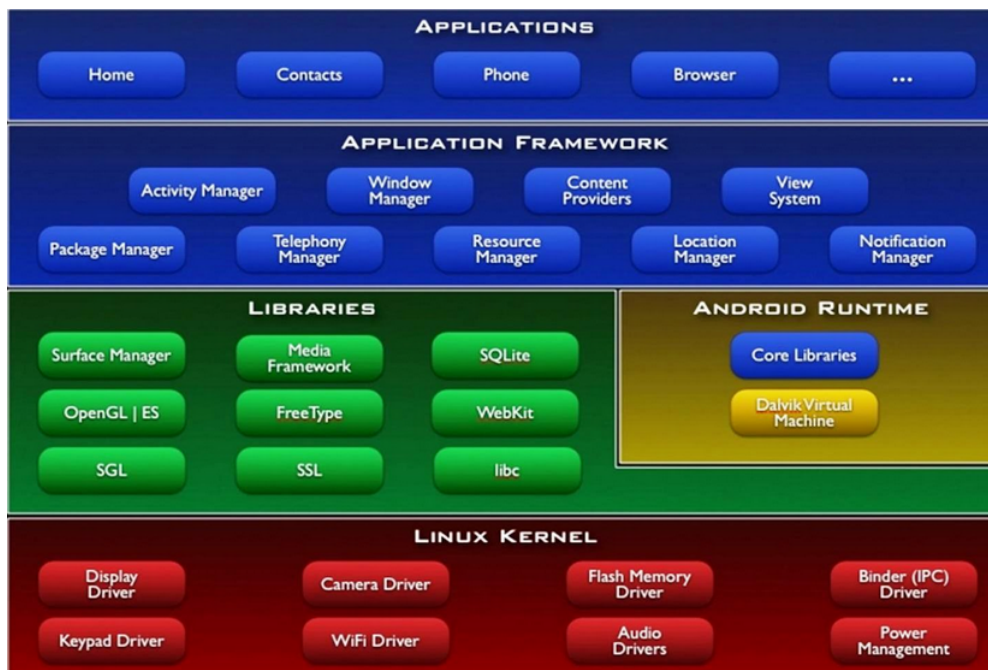 APPLICATIONS
Home
Contacts
Phone
Browser
...
APPLICATION FRAMEWORK
Activity Manager
Window
Manager
Content
Providers
View
System
Package Manager
Telephony
Manager
Resource
Manager
Location
Manager
Notification
Manager
LIBRARIES
Surface Manager
Media
Framework
SQLite
OpenGL | ES
FreeType
WebKit
SGL
SSL
libc
ANDROID RUNTIME
Core Libraries
Dalvik Virtual
Machine
LINUX KERNEL
Display
Driver
Camera Driver
Flash Memory
Driver
Binder (IPC)
Driver
Keypad Driver
WiFi Driver
Audio
Drivers
Power
Management